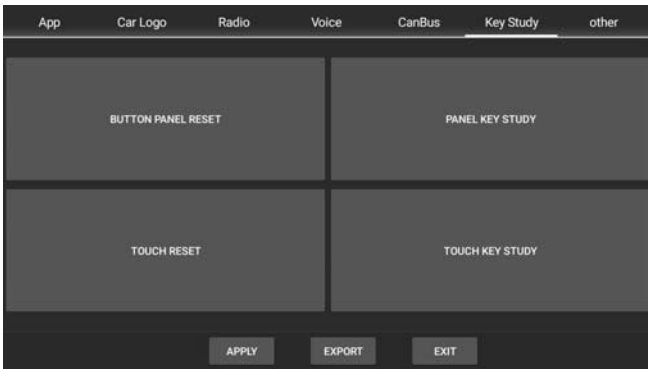 App Car Logo Radio Voice CanBus Key Study other
BUTTON PANEL RESET PANEL KEY STUDY
TOUCH RESET TOUCH KEY STUDY
APPLY EXPORT EXIT